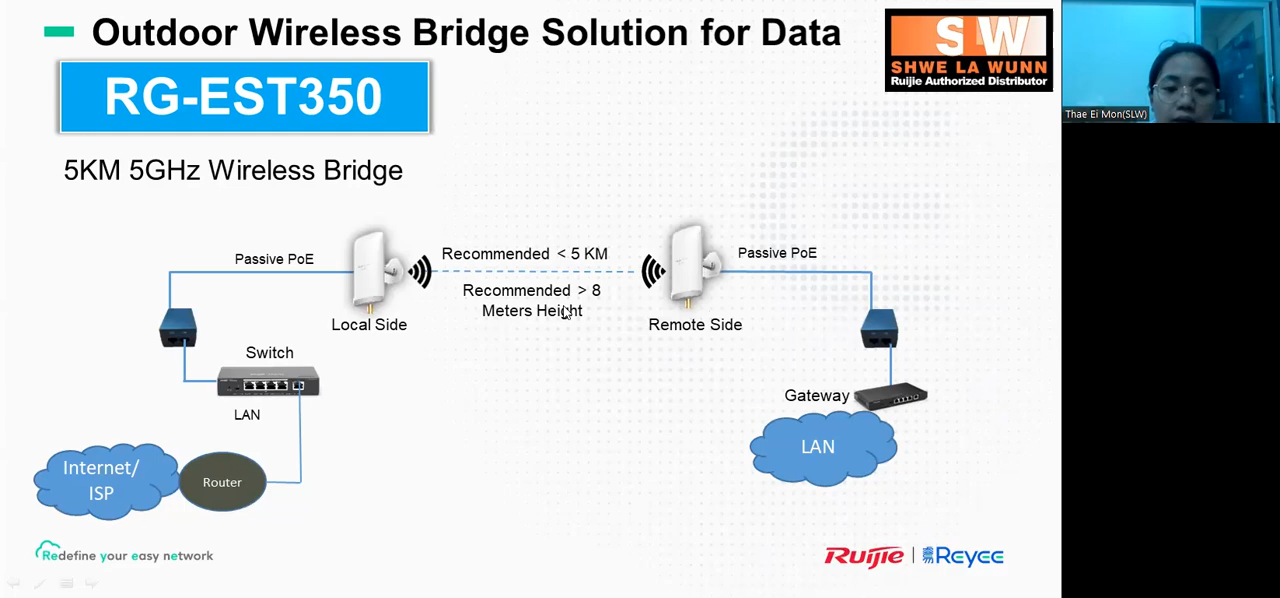 Outdoor Wireless Bridge Solution for Data
SLW
SHWE LA WUNN
Ruijie Authorized Distributor
Thae Ei Mon(SLW)
RG-EST350
5KM 5GHz Wireless Bridge
Passive PoE
Recommended < 5 KM
Passive PoE
Recommended > 8
Meters Height
Local Side
Remote Side
Switch
LAN
Gateway
LAN
Internet/
ISP
Router
Redefine your easy network
Ruijie | Reyee